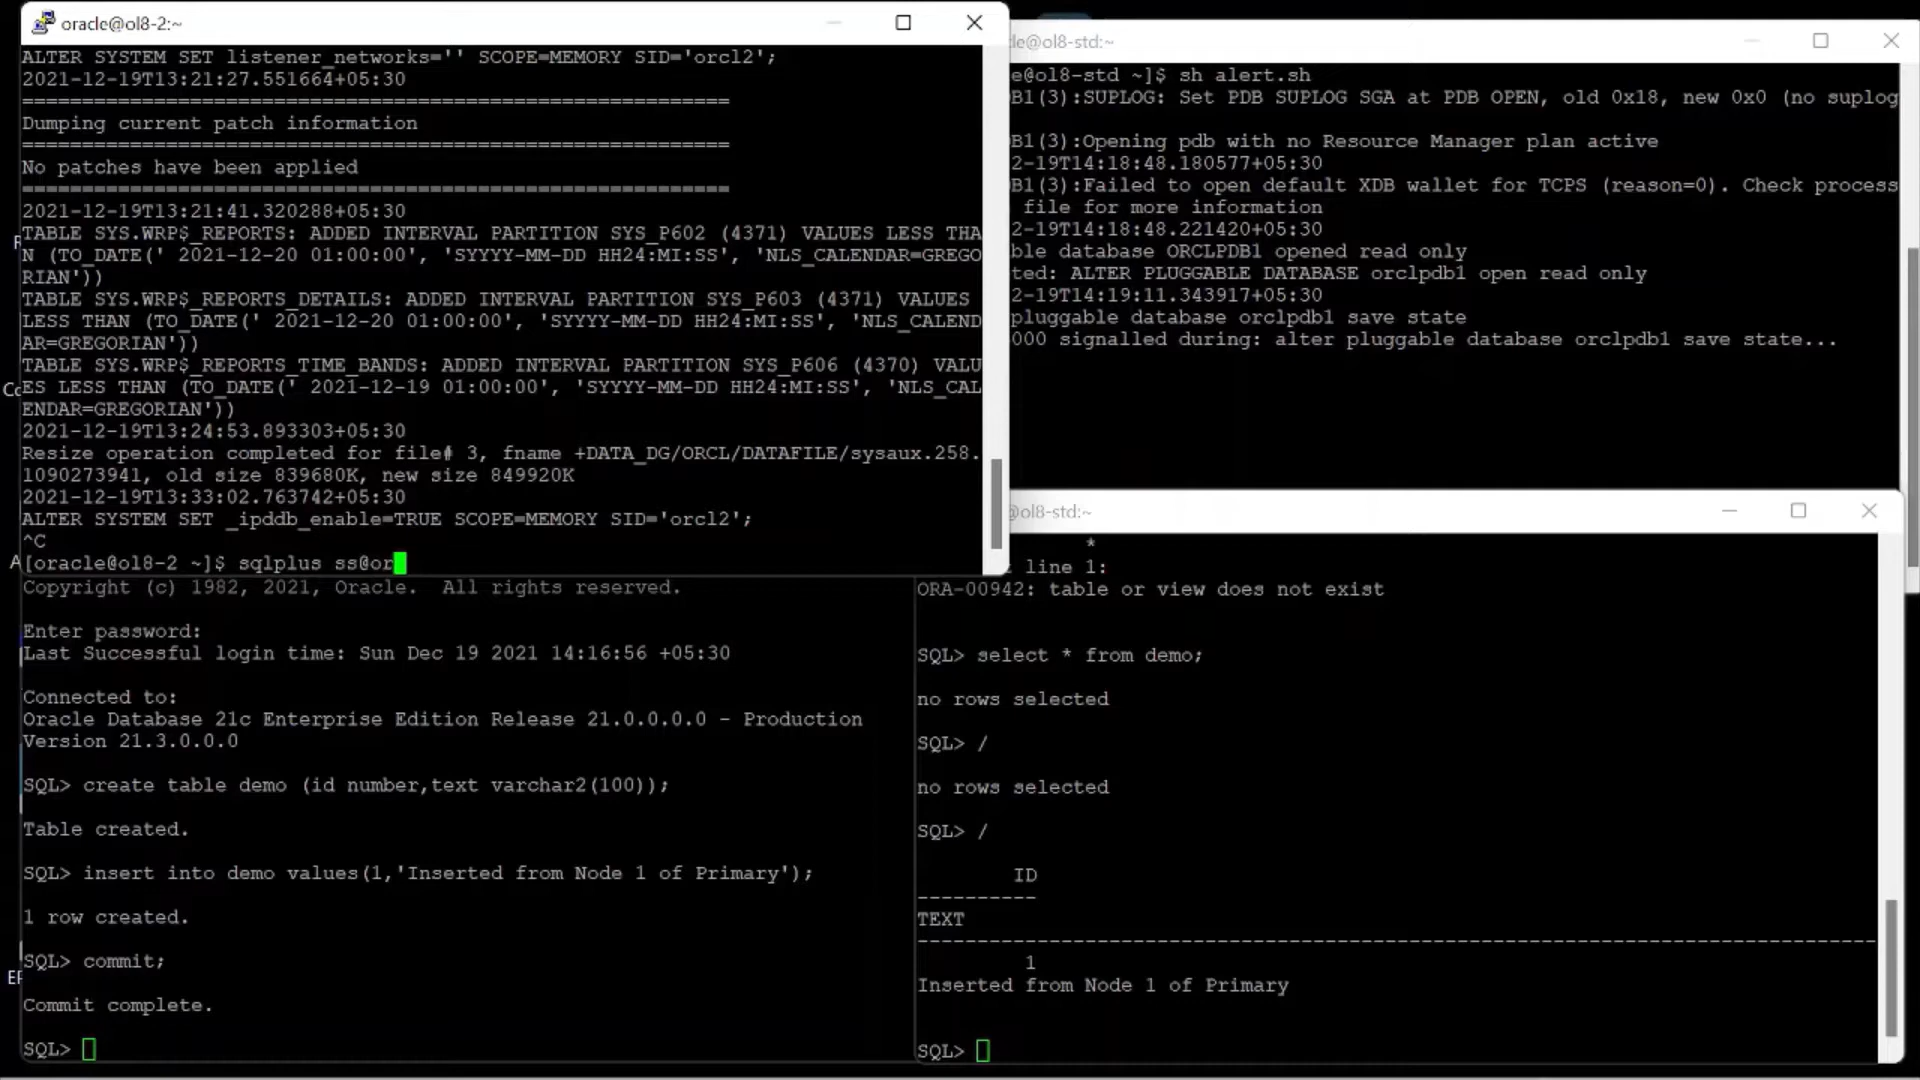 oracle@ol8-2:~
ALTER SYSTEM SET listener_networks='' SCOPE=MEMORY SID='orcl2';
2021-12-19T13:21:27.551664+05:30
===========================================================
Dumping current patch information
===========================================================
No patches have been applied
===========================================================
2021-12-19T13:21:41.320288+05:30
TABLE SYS.WRP$_REPORTS: ADDED INTERVAL PARTITION SYS_P602 (4371) VALUES LESS THA
N (TO_DATE(' 2021-12-20 01:00:00', 'SYYYY-MM-DD HH24:MI:SS', 'NLS_CALENDAR=GREGO
RIAN'))
TABLE SYS.WRP$_REPORTS_DETAILS: ADDED INTERVAL PARTITION SYS_P603 (4371) VALUES
LESS THAN (TO_DATE(' 2021-12-20 01:00:00', 'SYYYY-MM-DD HH24:MI:SS', 'NLS_CALEND
AR=GREGORIAN'))
TABLE SYS.WRP$_REPORTS_TIME_BANDS: ADDED INTERVAL PARTITION SYS_P606 (4370) VALU
ES LESS THAN (TO_DATE(' 2021-12-19 01:00:00', 'SYYYY-MM-DD HH24:MI:SS', 'NLS_CAL
ENDAR=GREGORIAN'))
2021-12-19T13:24:53.893303+05:30
Resize operation completed for file# 3, fname +DATA_DG/ORCL/DATAFILE/sysaux.258.
1090273941, old size 839680K, new size 849920K
2021-12-19T13:33:02.763742+05:30
ALTER SYSTEM SET _ipddb_enable=TRUE SCOPE=MEMORY SID='orcl2';
^C
[oracle@ol8-2 ~]$ sqlplus ss@or
Copyright (c) 1982, 2021, Oracle.  All rights reserved.
Enter password:
Last Successful login time: Sun Dec 19 2021 14:16:56 +05:30
Connected to:
Oracle Database 21c Enterprise Edition Release 21.0.0.0.0 - Production
Version 21.3.0.0.0
SQL> create table demo (id number,text varchar2(100));
Table created.
SQL> insert into demo values(1,'Inserted from Node 1 of Primary');
1 row created.
SQL> commit;
Commit complete.
SQL>
le@ol8-std:~
e@ol8-std ~]$ sh alert.sh
B1(3):SUPLOG: Set PDB SUPLOG SGA at PDB OPEN, old 0x18, new 0x0 (no suplog
B1(3):Opening pdb with no Resource Manager plan active
2-19T14:18:48.180577+05:30
B1(3):Failed to open default XDB wallet for TCPS (reason=0). Check process
file for more information
2-19T14:18:48.221420+05:30
ble database ORCLPDB1 opened read only
ted: ALTER PLUGGABLE DATABASE orclpdb1 open read only
2-19T14:19:11.343917+05:30
pluggable database orclpdb1 save state
000 signalled during: alter pluggable database orclpdb1 save state...
@ol8-std:~
*
line 1:
ORA-00942: table or view does not exist
SQL> select * from demo;
no rows selected
SQL> /
no rows selected
SQL> /
ID
----------
TEXT
--------------------------------------------------------------------------------
1
Inserted from Node 1 of Primary
SQL>